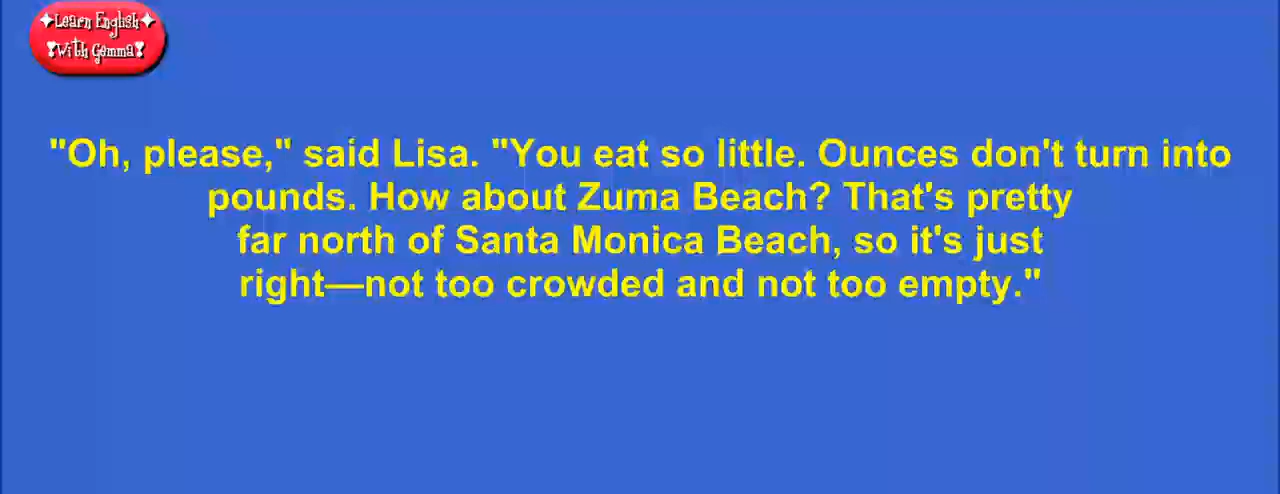 ✦Learn English✦
❣With Gemma❣
"Oh, please," said Lisa. "You eat so little. Ounces don't turn into
pounds. How about Zuma Beach? That's pretty
far north of Santa Monica Beach, so it's just
right—not too crowded and not too empty."